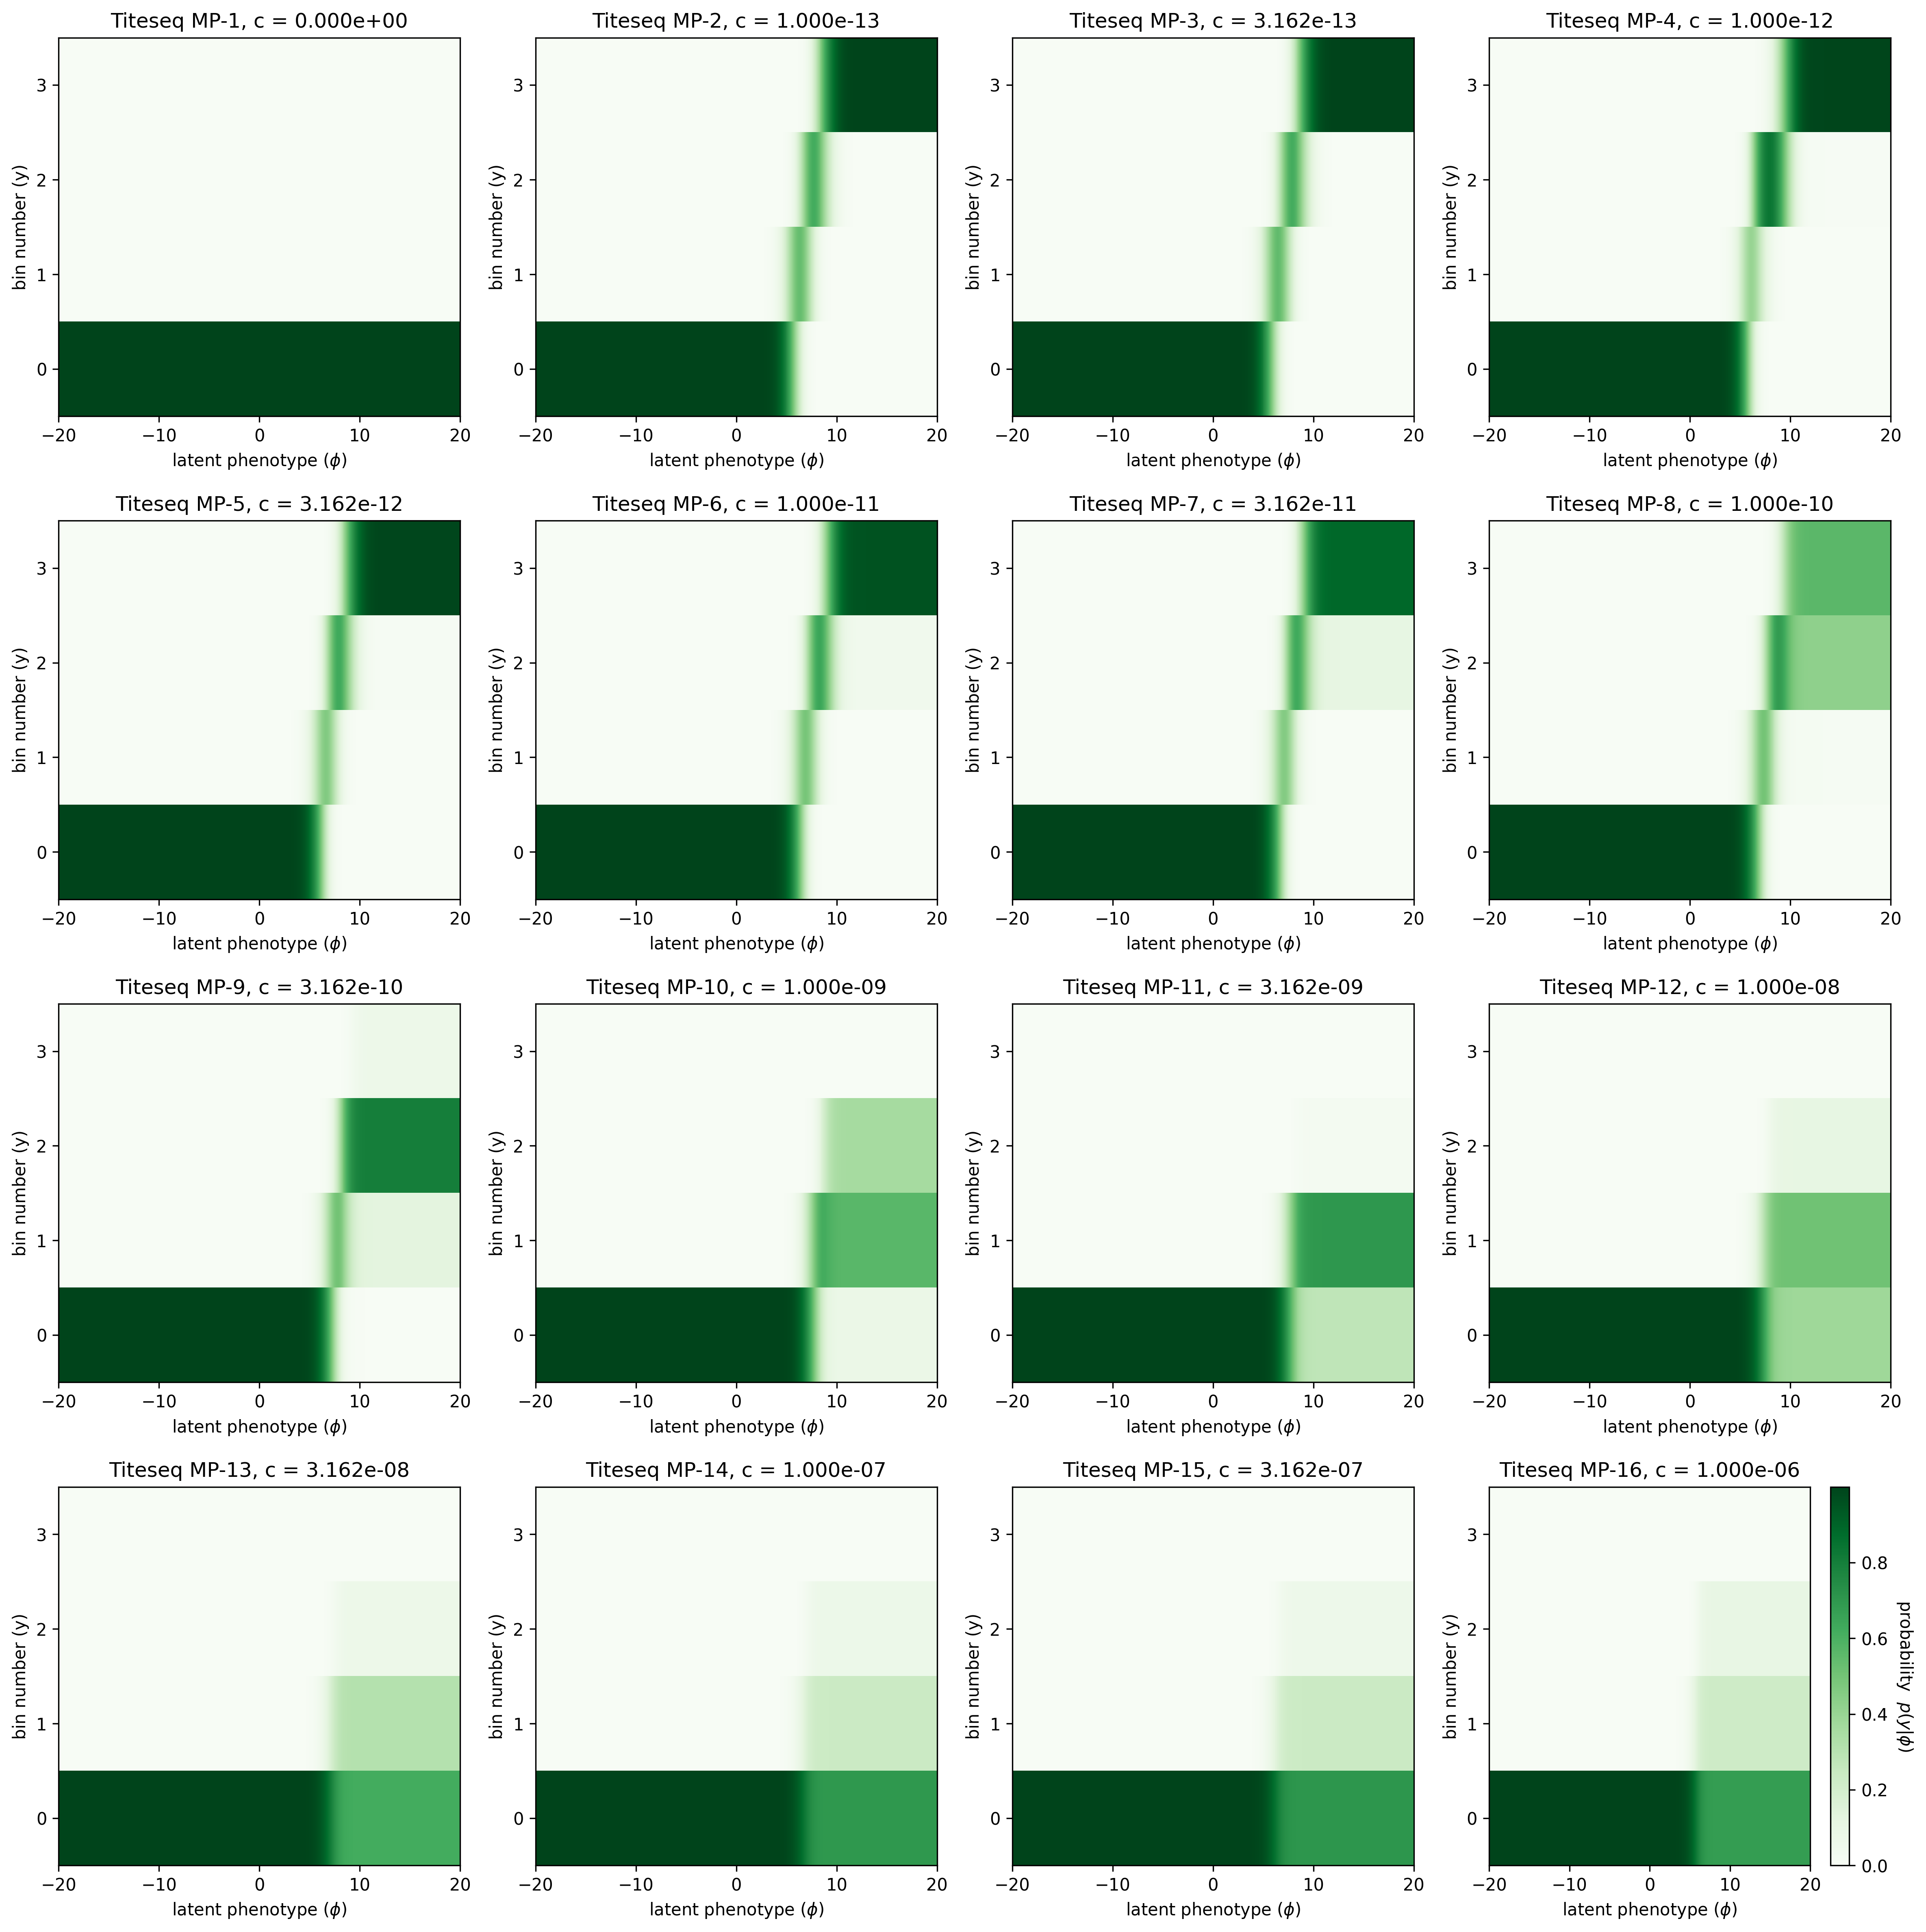 Titeseq MP-1, c = 0.000e+00
3
2
1
0
bin number (y)
−20 −10 0 10 20
latent phenotype (ϕ)
Titeseq MP-2, c = 1.000e-13
3
2
1
0
bin number (y)
−20 −10 0 10 20
latent phenotype (ϕ)
Titeseq MP-3, c = 3.162e-13
3
2
1
0
bin number (y)
−20 −10 0 10 20
latent phenotype (ϕ)
Titeseq MP-4, c = 1.000e-12
3
2
1
0
bin number (y)
−20 −10 0 10 20
latent phenotype (ϕ)
Titeseq MP-5, c = 3.162e-12
3
2
1
0
bin number (y)
−20 −10 0 10 20
latent phenotype (ϕ)
Titeseq MP-6, c = 1.000e-11
3
2
1
0
bin number (y)
−20 −10 0 10 20
latent phenotype (ϕ)
Titeseq MP-7, c = 3.162e-11
3
2
1
0
bin number (y)
−20 −10 0 10 20
latent phenotype (ϕ)
Titeseq MP-8, c = 1.000e-10
3
2
1
0
bin number (y)
−20 −10 0 10 20
latent phenotype (ϕ)
Titeseq MP-9, c = 3.162e-10
3
2
1
0
bin number (y)
−20 −10 0 10 20
latent phenotype (ϕ)
Titeseq MP-10, c = 1.000e-09
3
2
1
0
bin number (y)
−20 −10 0 10 20
latent phenotype (ϕ)
Titeseq MP-11, c = 3.162e-09
3
2
1
0
bin number (y)
−20 −10 0 10 20
latent phenotype (ϕ)
Titeseq MP-12, c = 1.000e-08
3
2
1
0
bin number (y)
−20 −10 0 10 20
latent phenotype (ϕ)
Titeseq MP-13, c = 3.162e-08
3
2
1
0
bin number (y)
−20 −10 0 10 20
latent phenotype (ϕ)
Titeseq MP-14, c = 1.000e-07
3
2
1
0
bin number (y)
−20 −10 0 10 20
latent phenotype (ϕ)
Titeseq MP-15, c = 3.162e-07
3
2
1
0
bin number (y)
−20 −10 0 10 20
latent phenotype (ϕ)
Titeseq MP-16, c = 1.000e-06
3
2
1
0
bin number (y)
−20 −10 0 10 20
latent phenotype (ϕ)
0.8
0.6
0.4
0.2
0.0
probability p(y|ϕ)